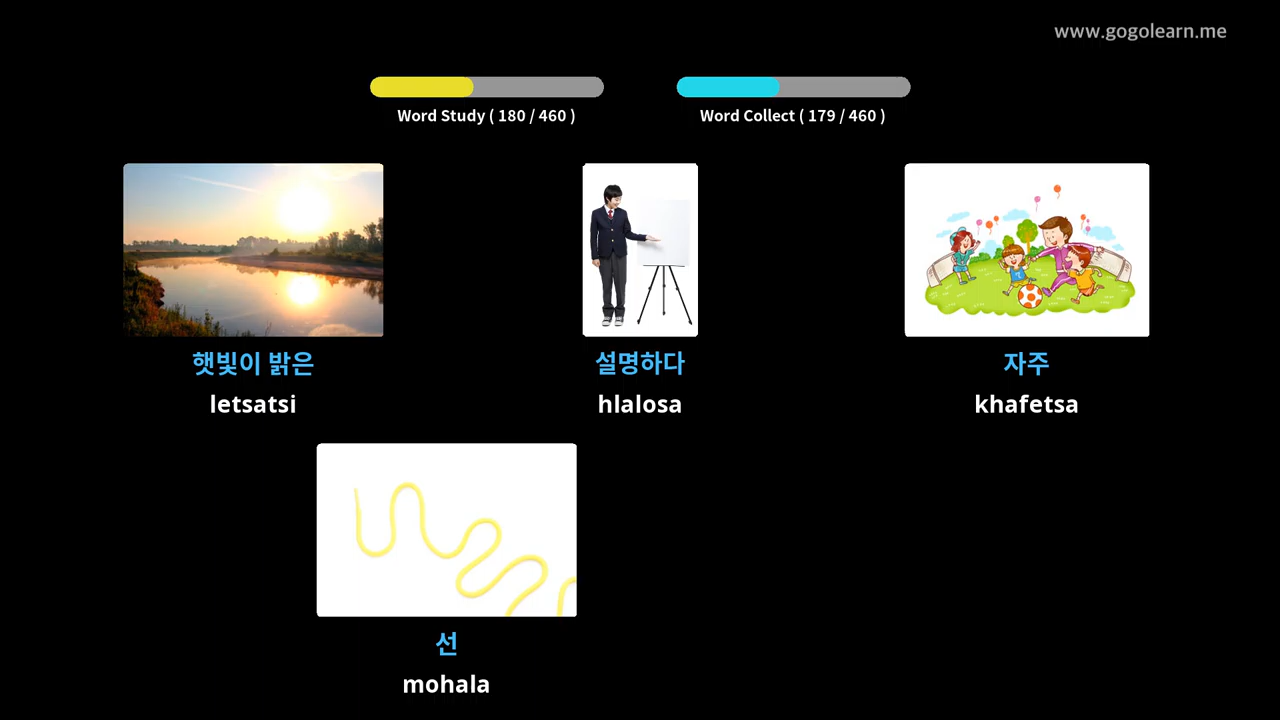 www.gogolearn.me
Word Study ( 180 / 460 )
Word Collect ( 179 / 460 )
햇빛이 밝은
letsatsi
설명하다
hlalosa
자주
khafetsa
선
mohala